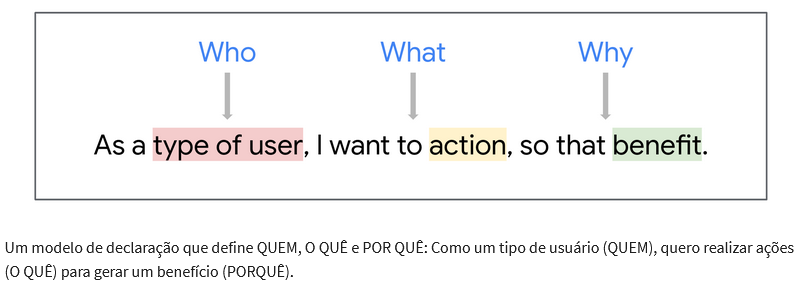 Who What Why
As a type of user, I want to action, so that benefit.
Um modelo de declaração que define QUEM, O QUÊ e POR QUÊ: Como um tipo de usuário (QUEM), quero realizar ações
(O QUÊ) para gerar um benefício (PORQUÊ).